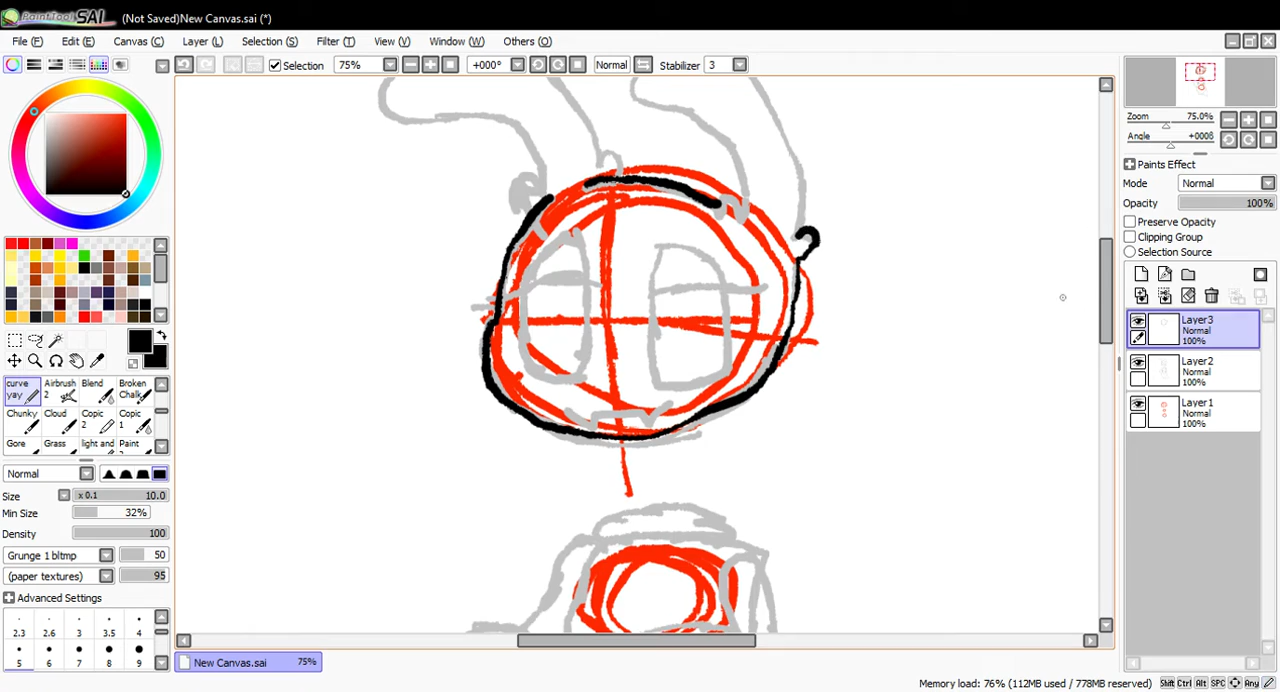 PaintTool SAI (Not Saved)New Canvas.sai (*)
File (F) Edit (E) Canvas (C) Layer (L) Selection (S) Filter (T) View (V) Window (W) Others (O)
Selection 75% +000° Normal Stabilizer 3
Zoom 75.0%
Angle +000δ
Paints Effect
Mode Normal
Opacity 100%
Preserve Opacity
Clipping Group
Selection Source
Layer3
Normal
100%
Layer2
Normal
100%
Layer1
Normal
100%
curve yay Airbrush 2 Blend Broken Chalk
Chunky Cloud Copic 2 Copic 1
Gore Grass light and Paint
Normal
Size x 0.1 10.0
Min Size 32%
Density 100
Grunge 1 bltmp 50
(paper textures) 95
Advanced Settings
2.3 2.6 3 3.5 4
5 6 7 8 9
New Canvas.sai 75%
Memory load: 76% (112MB used / 778MB reserved) Shift Ctrl Alt SPC Any